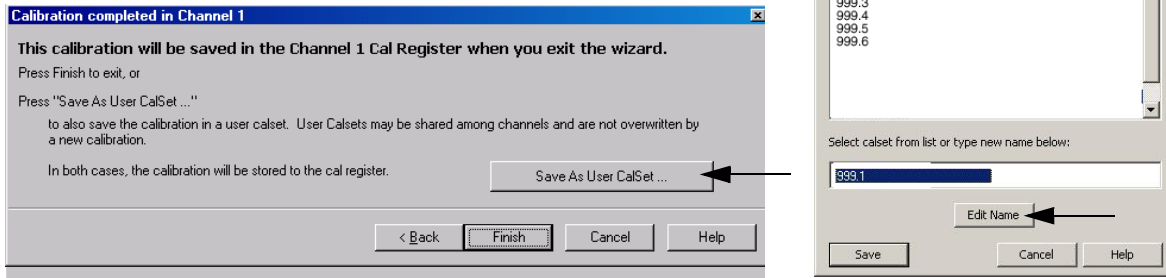 Calibration completed in Channel 1
This calibration will be saved in the Channel 1 Cal Register when you exit the wizard.
Press Finish to exit, or
Press "Save As User CalSet ..."
to also save the calibration in a user calset. User Calsets may be shared among channels and are not overwritten by
a new calibration.
In both cases, the calibration will be stored to the cal register.
Save As User CalSet ...
< Back
Finish
Cancel
Help
999.3
999.4
999.5
999.6
Select calset from list or type new name below:
999.1
Edit Name
Save
Cancel
Help